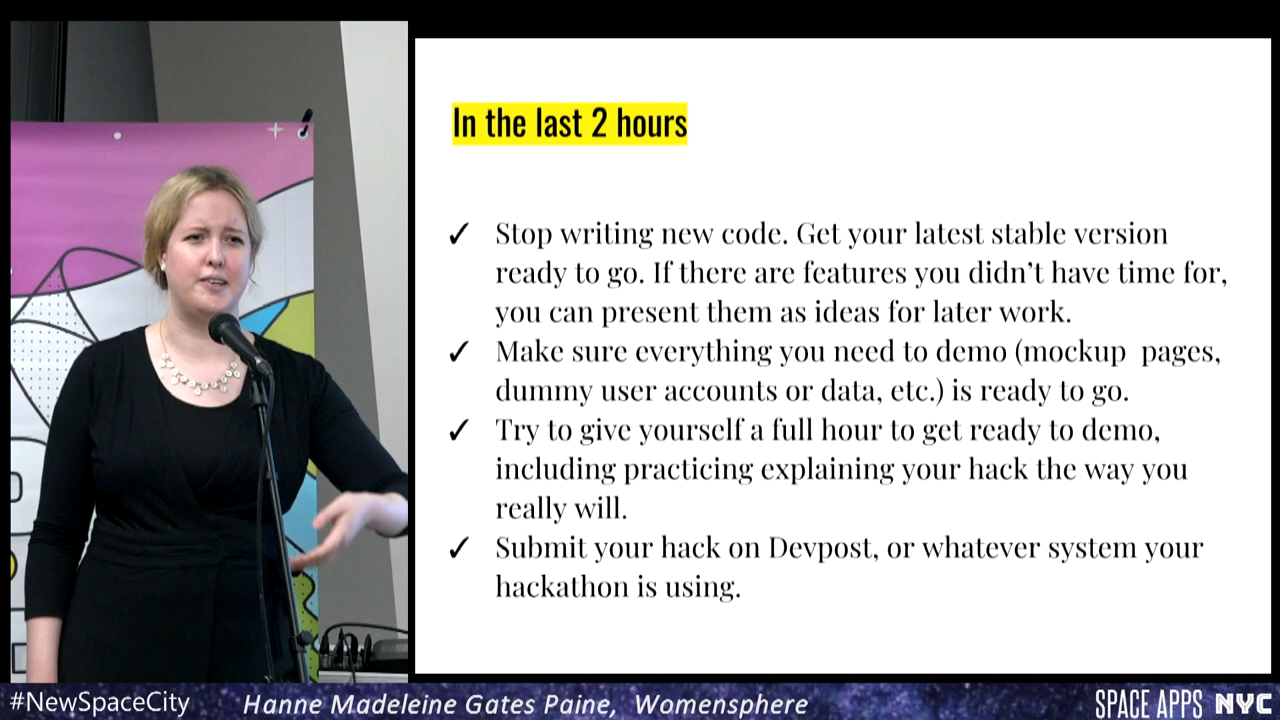 In the last 2 hours
✓ Stop writing new code. Get your latest stable version
ready to go. If there are features you didn’t have time for,
you can present them as ideas for later work.
✓ Make sure everything you need to demo (mockup  pages,
dummy user accounts or data, etc.) is ready to go.
✓ Try to give yourself a full hour to get ready to demo,
including practicing explaining your hack the way you
really will.
✓ Submit your hack on Devpost, or whatever system your
hackathon is using.
#NewSpaceCity
Hanne Madeleine Gates Paine, Womensphere
SPACE APPS NYC